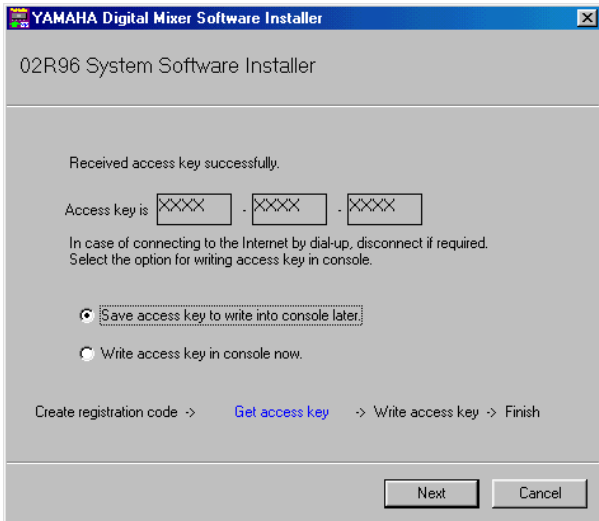 YAMAHA Digital Mixer Software Installer
02R96 System Software Installer
Received access key successfully.
Access key is XXXX - XXXX - XXXX
In case of connecting to the Internet by dial-up, disconnect if required.
Select the option for writing access key in console.
Save access key to write into console later.
Write access key in console now.
Create registration code -> Get access key -> Write access key -> Finish
Next Cancel